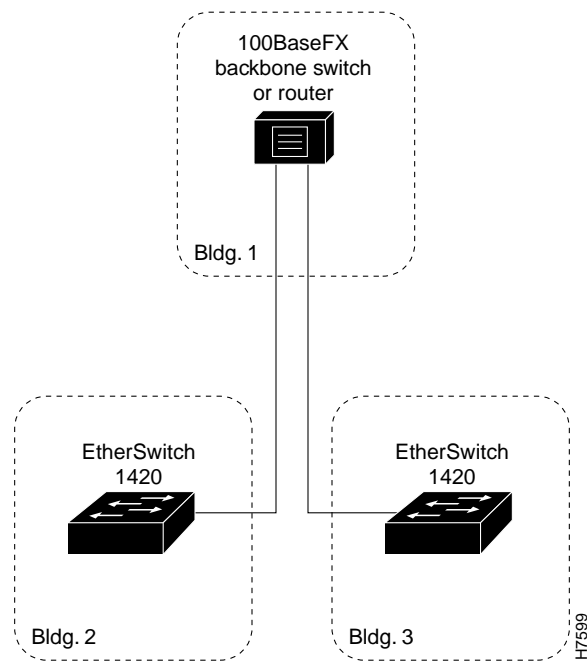 100BaseFX
backbone switch
or router
Bldg. 1
EtherSwitch
1420
EtherSwitch
1420
Bldg. 2
Bldg. 3
H7599